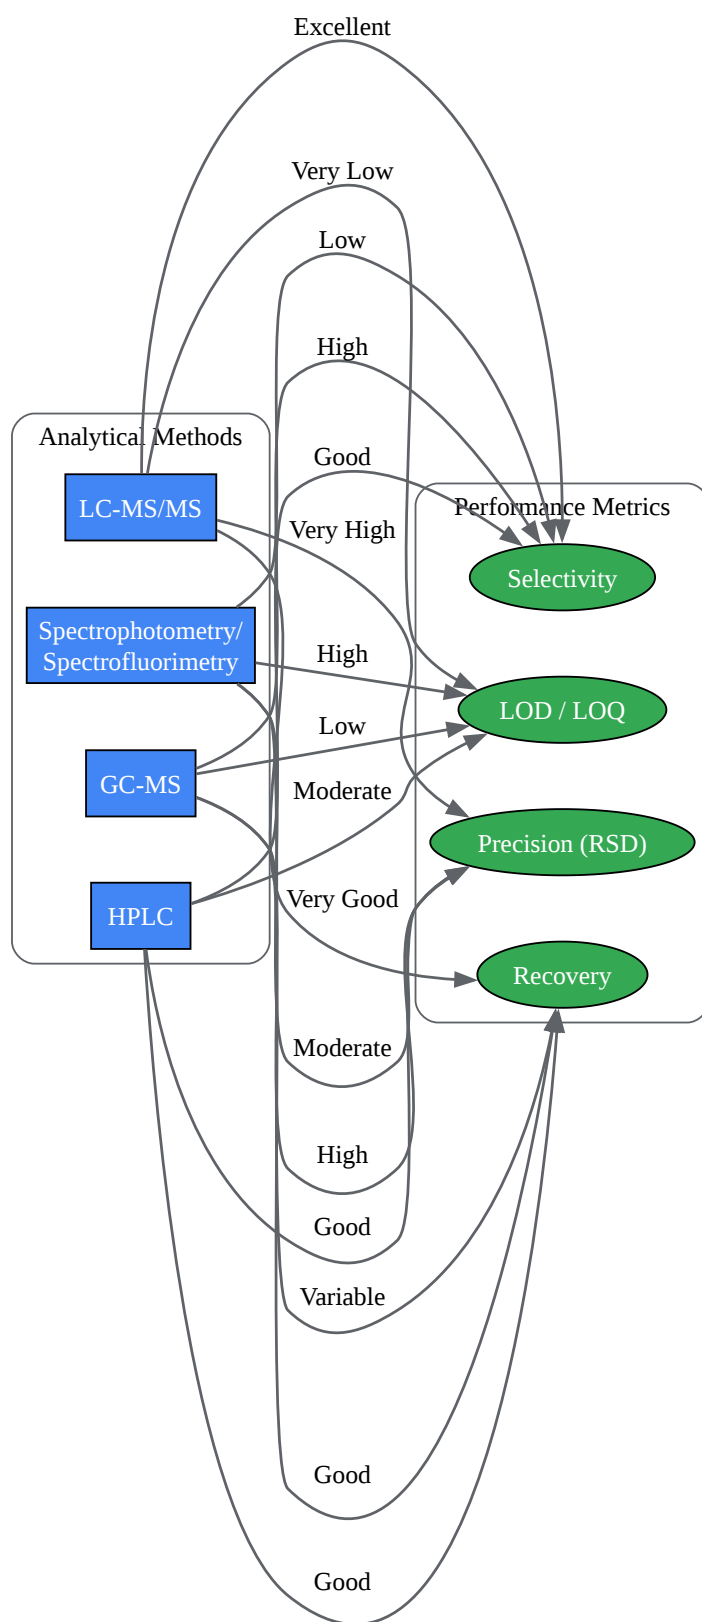 Excellent
Very Low
Low
High
Analytical Methods
Good
LC-MS/MS
Performance Metrics
Very High
Selectivity
Spectrophotometry/
Spectrofluorimetry
High
LOD / LOQ
Low
GC-MS
Moderate
Precision (RSD)
Very Good
HPLC
Recovery
Moderate
High
Good
Variable
Good
Good